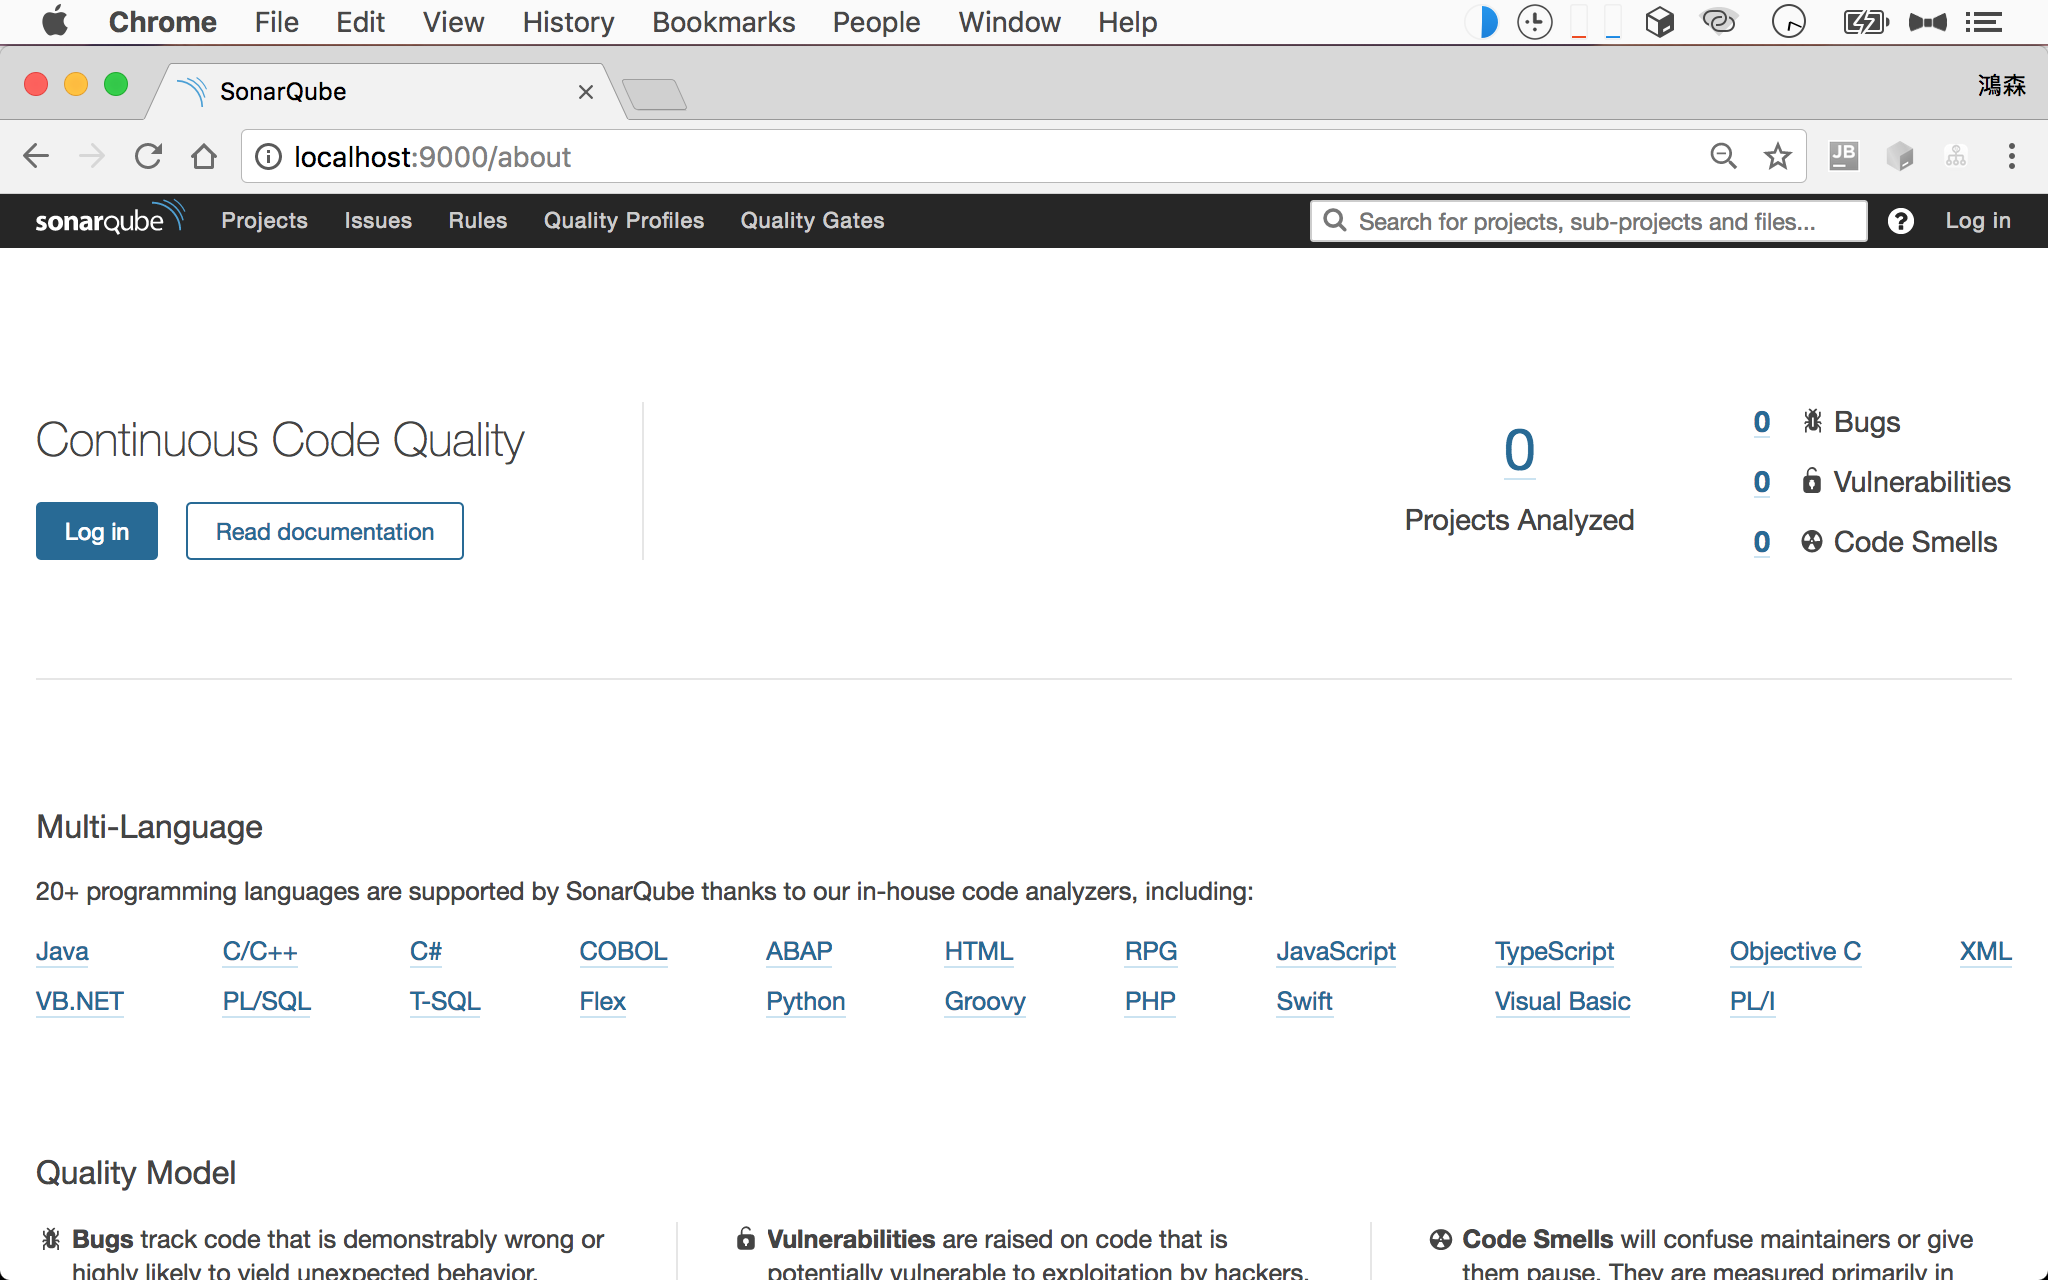 Chrome File Edit View History Bookmarks People Window Help
SonarQube
鴻森
localhost:9000/about
JB
sonarqube Projects Issues Rules Quality Profiles Quality Gates Search for projects, sub-projects and files... Log in
Continuous Code Quality
Log in Read documentation
0
Projects Analyzed
0 Bugs
0 Vulnerabilities
0 Code Smells
Multi-Language
20+ programming languages are supported by SonarQube thanks to our in-house code analyzers, including:
Java C/C++ C# COBOL ABAP HTML RPG JavaScript TypeScript Objective C XML
VB.NET PL/SQL T-SQL Flex Python Groovy PHP Swift Visual Basic PL/I
Quality Model
Bugs track code that is demonstrably wrong or
highly likely to yield unexpected behavior.
Vulnerabilities are raised on code that is
potentially vulnerable to exploitation by hackers.
Code Smells will confuse maintainers or give
them pause. They are measured primarily in